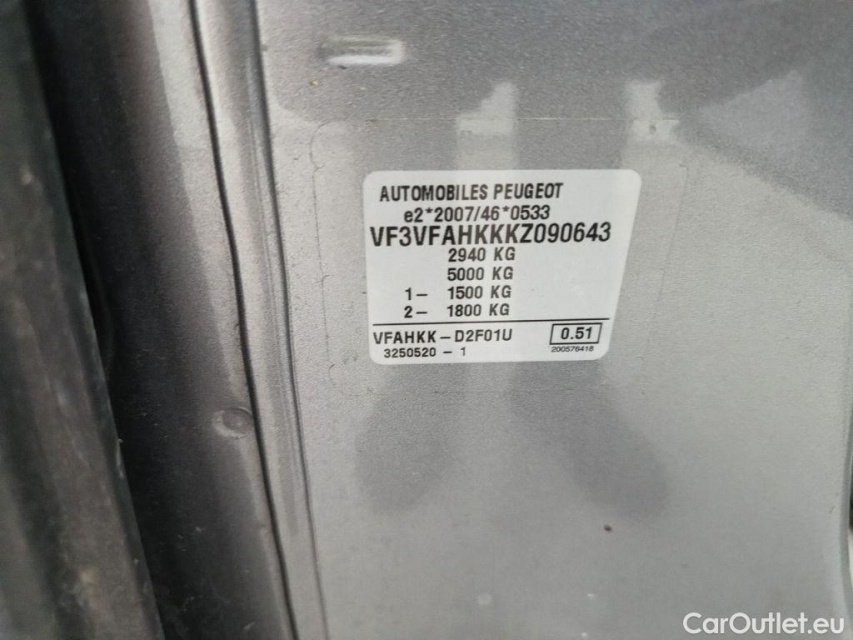 AUTOMOBILES PEUGEOT
e2*2007/46*0533
VF3VFAHKKKZ090643
2940 KG
5000 KG
1- 1500 KG
2- 1800 KG
VFAHKK-D2F01U 0.51
3250520 - 1 200576418
CarOutlet.eu